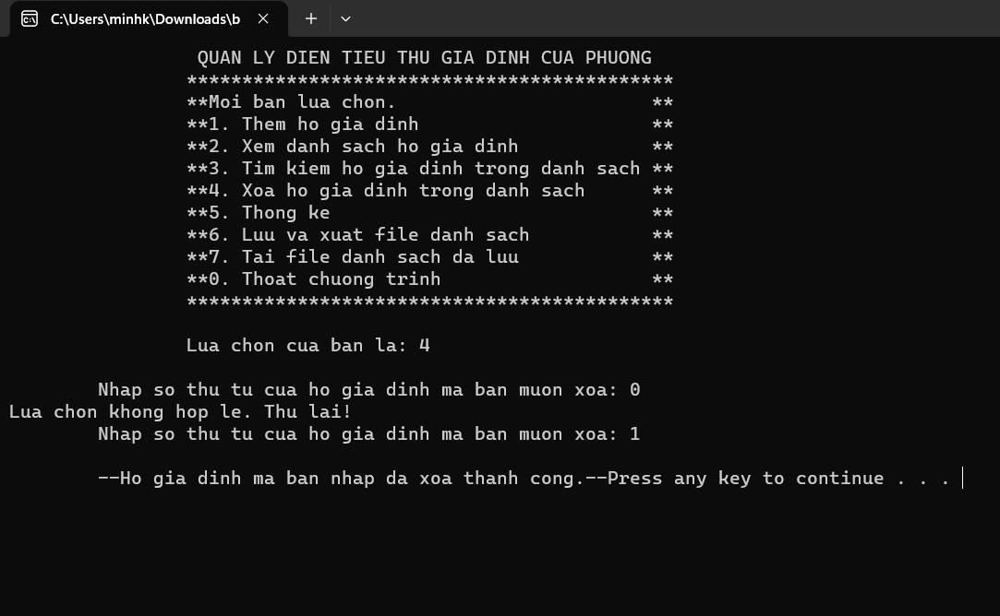 C:\Users\minhk\Downloads\b
QUAN LY DIEN TIEU THU GIA DINH CUA PHUONG
********************************************
**Moi ban lua chon.                       **
**1. Them ho gia dinh                     **
**2. Xem danh sach ho gia dinh            **
**3. Tim kiem ho gia dinh trong danh sach **
**4. Xoa ho gia dinh trong danh sach      **
**5. Thong ke                             **
**6. Luu va xuat file danh sach           **
**7. Tai file danh sach da luu            **
**0. Thoat chuong trinh                   **
********************************************
Lua chon cua ban la: 4
Nhap so thu tu cua ho gia dinh ma ban muon xoa: 0
Lua chon khong hop le. Thu lai!
Nhap so thu tu cua ho gia dinh ma ban muon xoa: 1
--Ho gia dinh ma ban nhap da xoa thanh cong.--Press any key to continue . . .